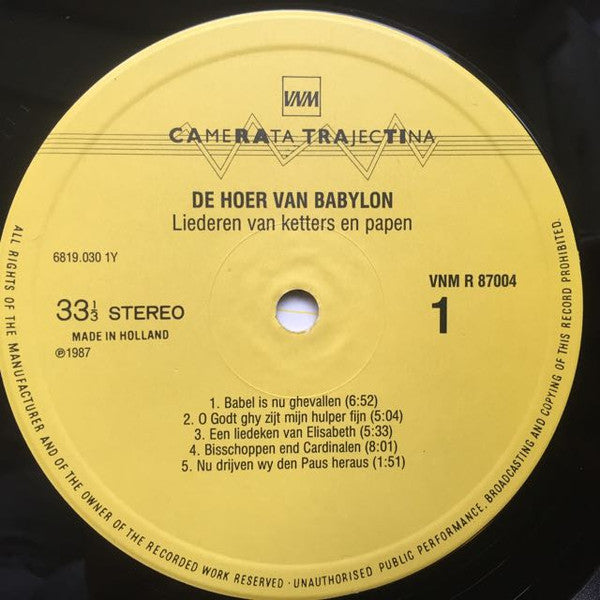 VNM
CAMERATA TRAJECTINA
DE HOER VAN BABYLON
Liederen van ketters en papen
6819.030 1Y
VNM R 87004
33⅓ STEREO
1
MADE IN HOLLAND
℗1987
1. Babel is nu ghevallen (6:52)
2. O Godt ghy zijt mijn hulper fijn (5:04)
3. Een liedeken van Elisabeth (5:33)
4. Bisschoppen end Cardinalen (8:01)
5. Nu drijven wy den Paus heraus (1:51)
ALL RIGHTS OF THE MANUFACTURER AND OF THE OWNER OF THE RECORDED WORK RESERVED · UNAUTHORISED PUBLIC PERFORMANCE, BROADCASTING AND COPYING OF THIS RECORD PROHIBITED.